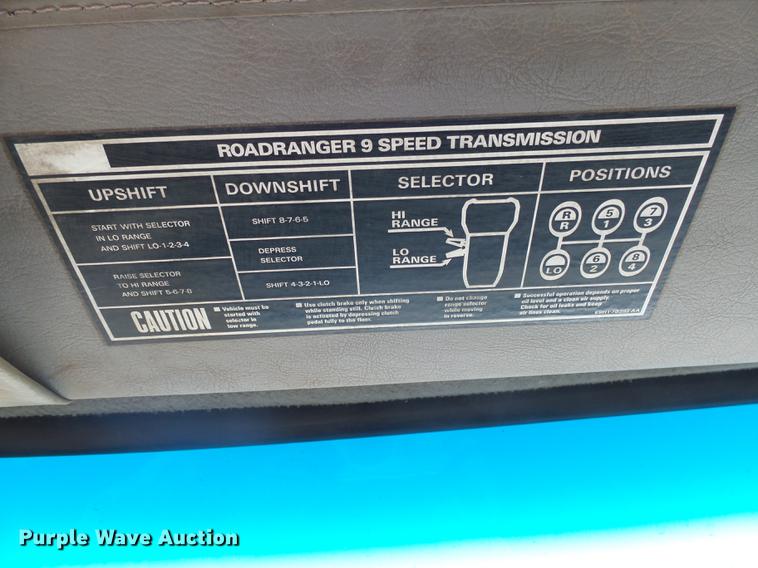 ROADRANGER 9 SPEED TRANSMISSION
UPSHIFT
START WITH SELECTOR
IN LO RANGE
AND SHIFT LO-1-2-3-4
RAISE SELECTOR
TO HI RANGE
AND SHIFT 5-6-7-8
DOWNSHIFT
SHIFT 8-7-6-5
DEPRESS
SELECTOR
SHIFT 4-3-2-1-LO
SELECTOR
HI
RANGE
LO
RANGE
POSITIONS
R 5 7
R 1 3
LO 6 8
2 4
CAUTION
Vehicle must be
started with
selector in
low range.
Use clutch brake only when shifting
while standing still. Clutch brake
is actuated by depressing clutch
pedal fully to the floor.
Do not change
range selector
while moving
in reverse.
Successful operation depends on proper
oil level and a clean air supply.
Check for oil leaks and keep
air lines clean.
Purple Wave Auction